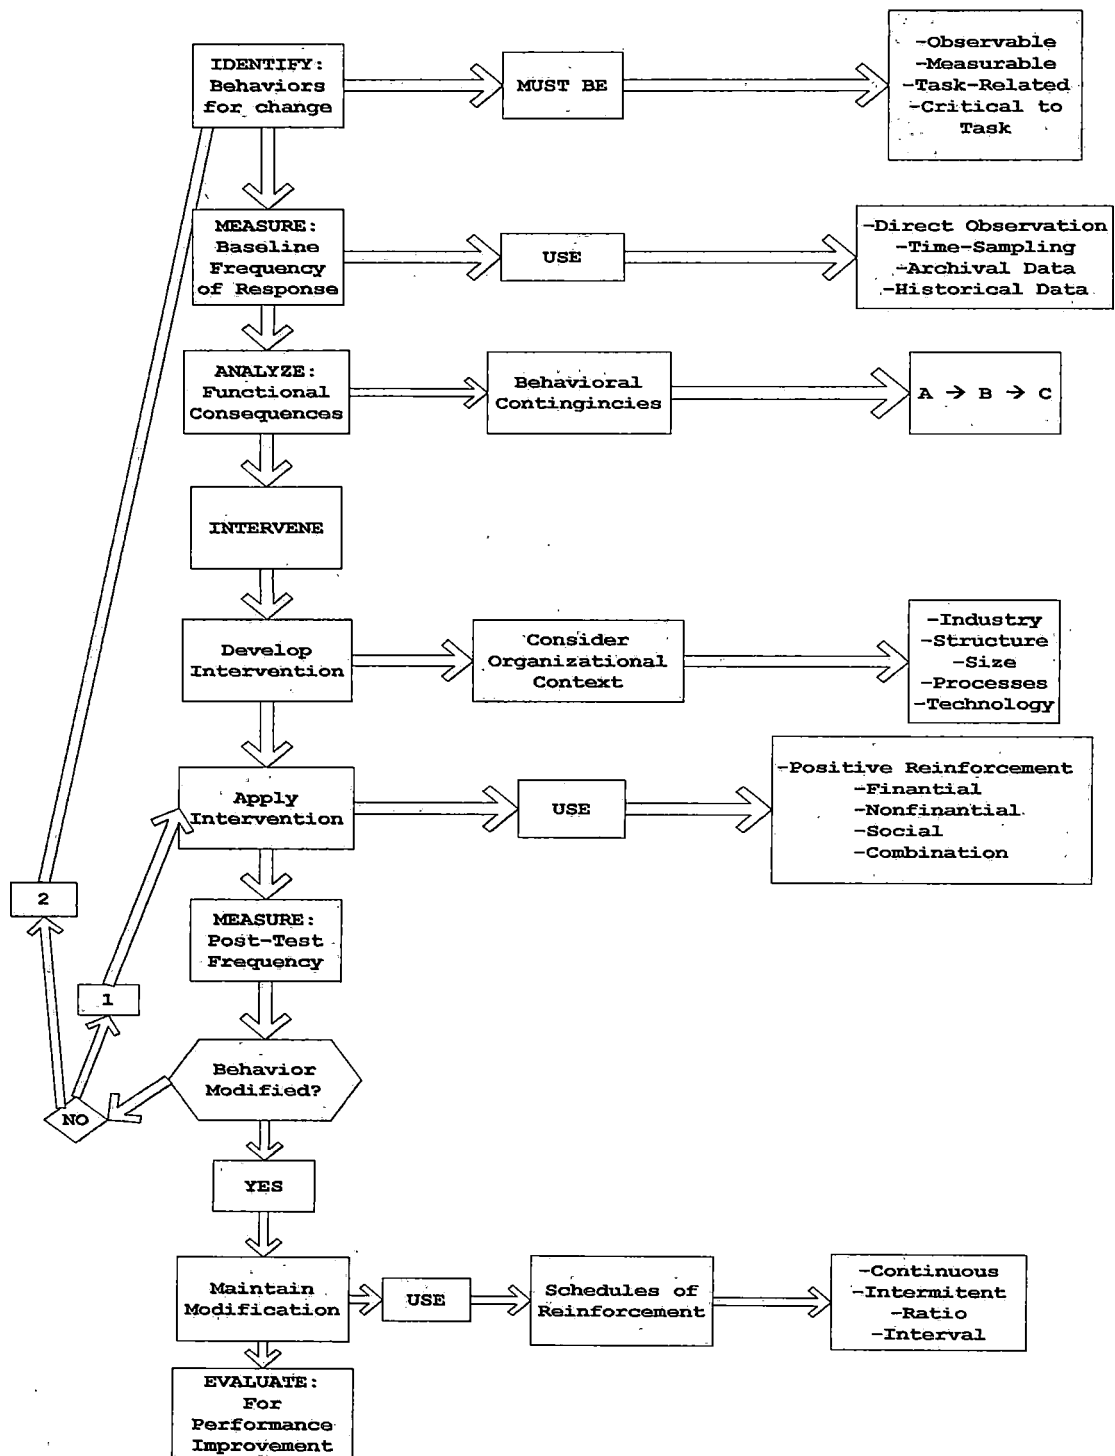 IDENTIFY:
Behaviors
for change
MUST BE
-Observable
-Measurable
-Task-Related
-Critical to
Task
MEASURE:
Baseline
Frequency
of Response
USE
-Direct Observation
-Time-Sampling
-Archival Data
-Historical Data
ANALYZE:
Functional
Consequences
Behavioral
Contingincies
A → B → C
INTERVENE
Develop
Intervention
Consider
Organizational
Context
-Industry
-Structure
-Size
-Processes
-Technology
Apply
Intervention
USE
-Positive Reinforcement
-Finantial
-Nonfinantial
-Social
-Combination
2
MEASURE:
Post-Test
Frequency
1
Behavior
Modified?
NO
YES
Maintain
Modification
USE
Schedules of
Reinforcement
-Continuous
-Intermitent
-Ratio
-Interval
EVALUATE:
For
Performance
Improvement